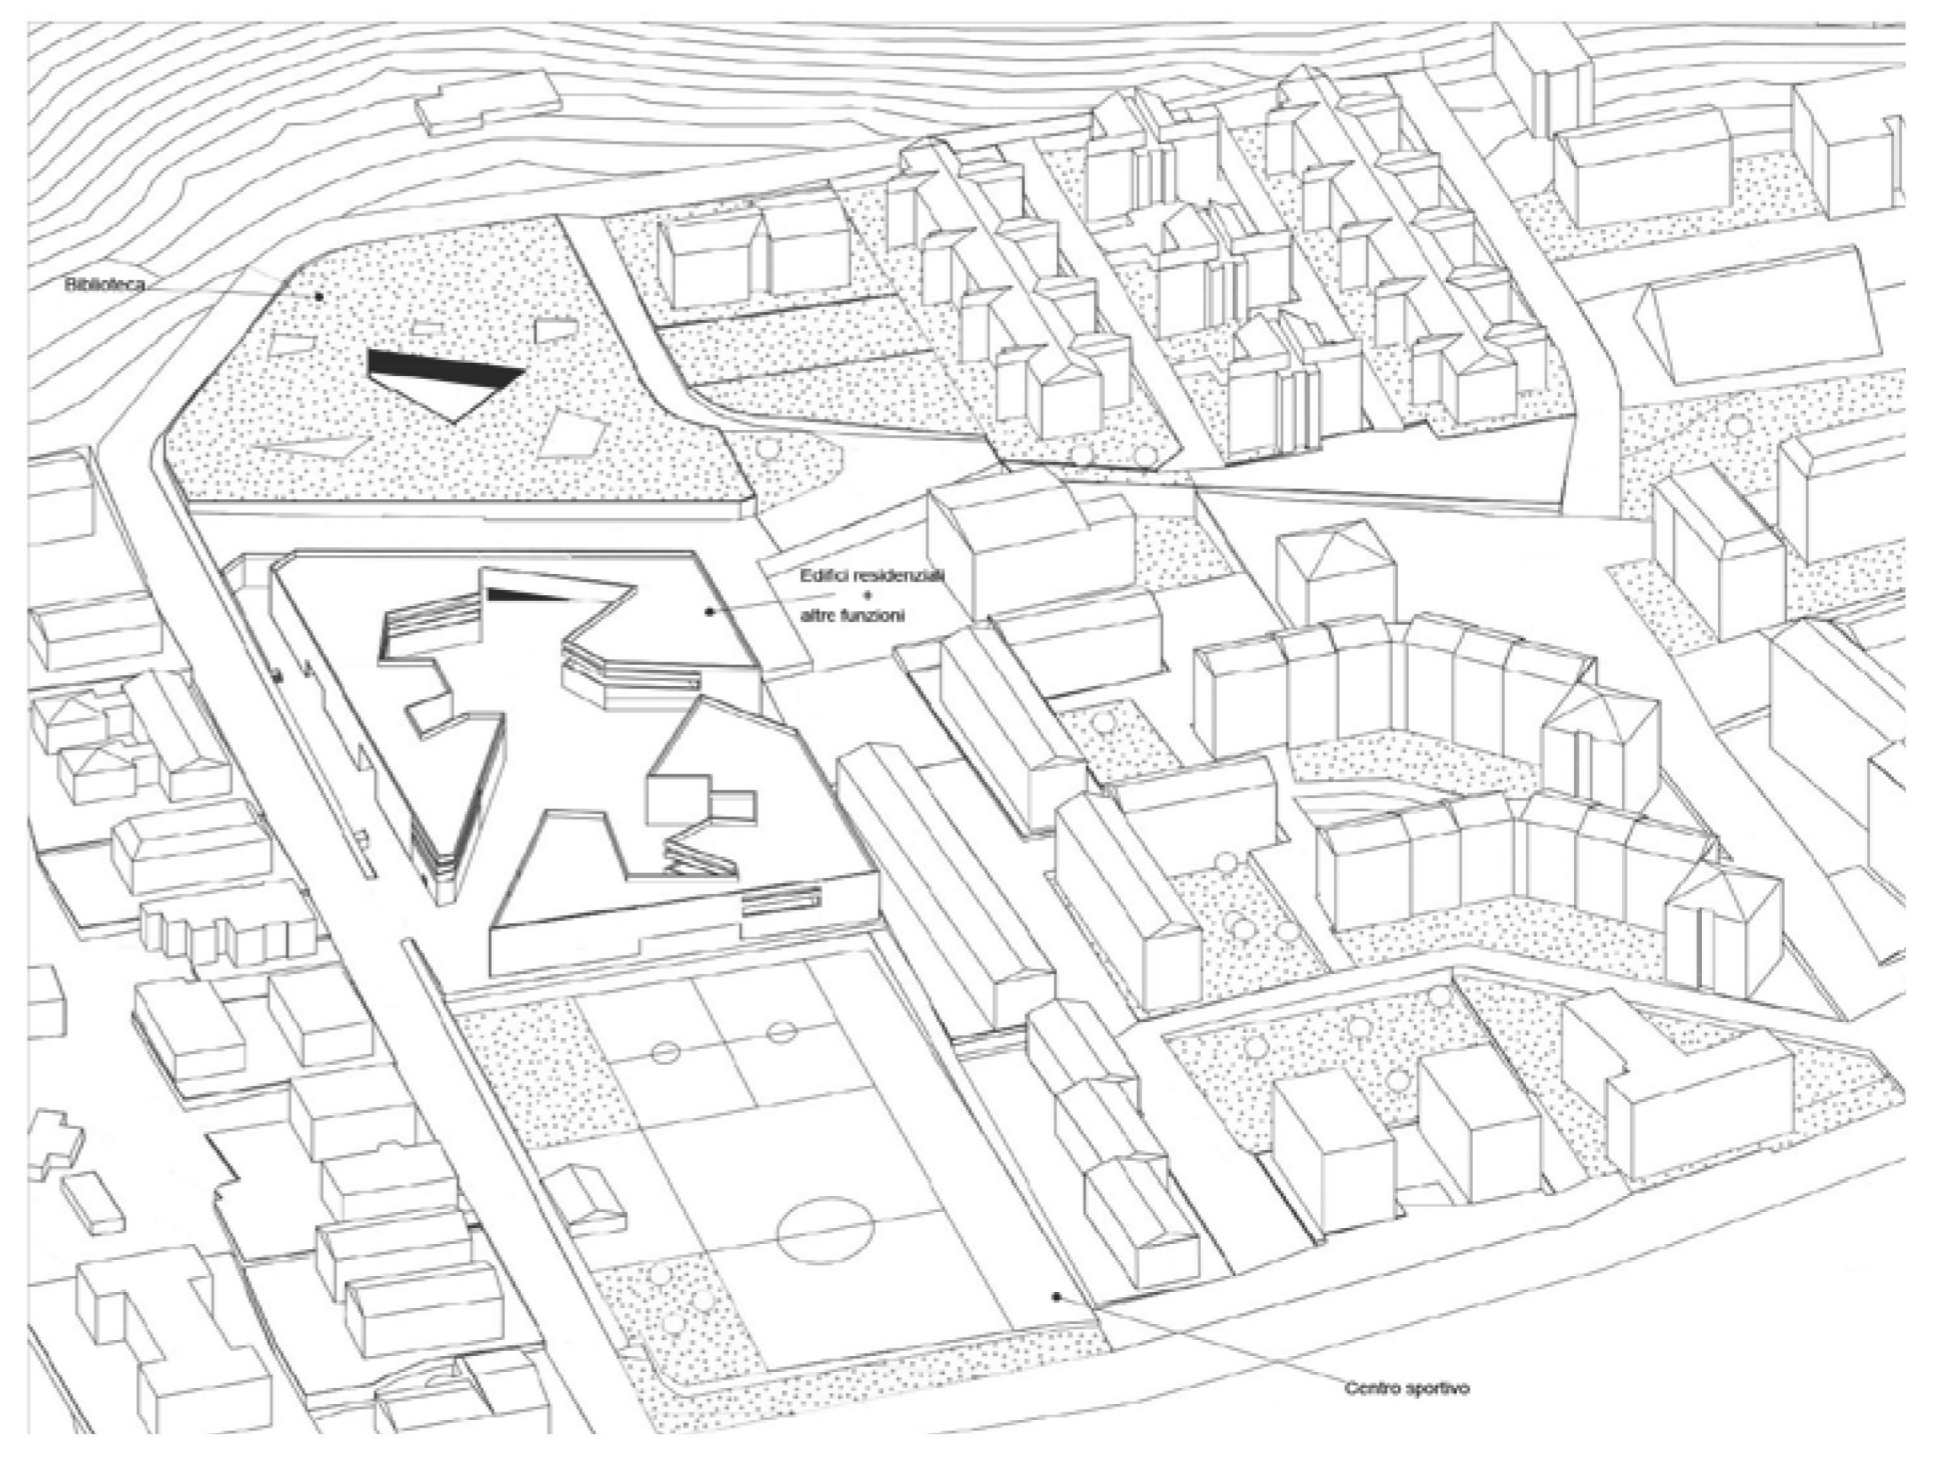 Biblioteca
Edifici residenziali
+
altre funzioni
Centro sportivo